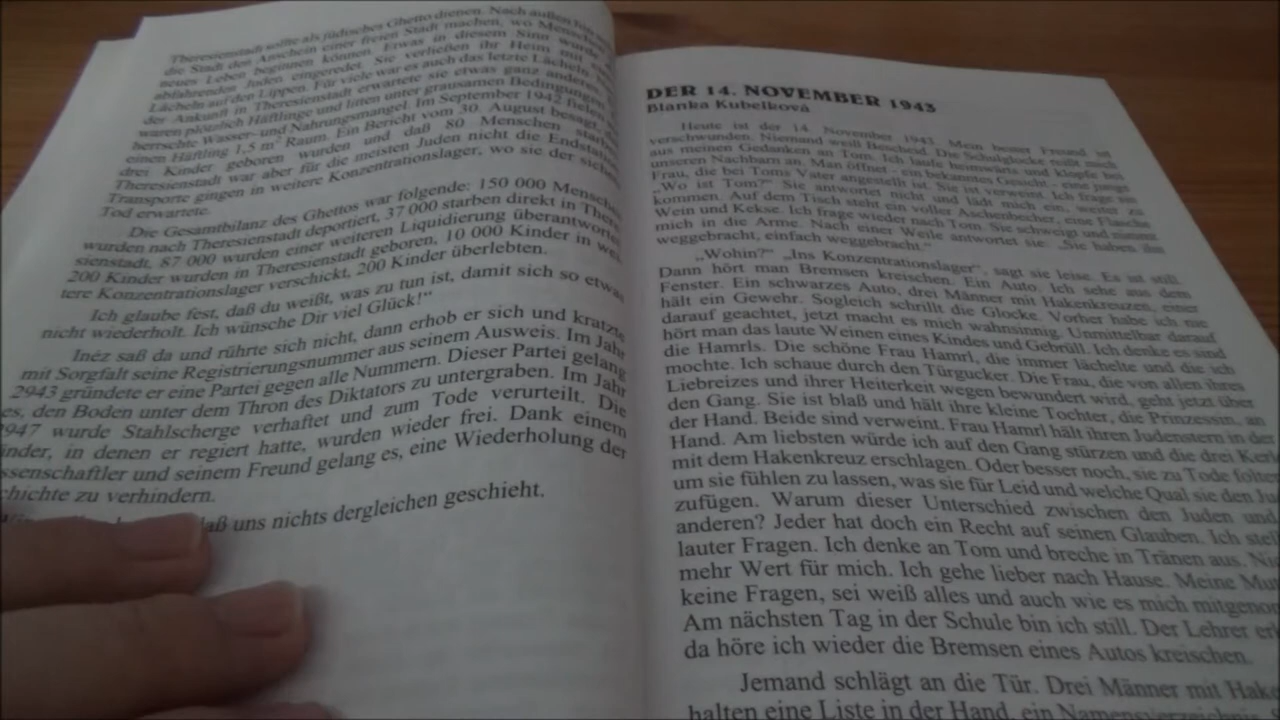 Theresienstadt sollte als jüdisches Ghetto dienen. Nach außen hin
die Stadt den Anschein einer freien Stadt machen, wo Menschen
neues Leben beginnen können. Etwas in diesem Sinn wurde
abfahrenden Juden eingeredet. Sie verließen ihr Heim mit
Lächeln auf den Lippen. Für viele war es auch das letzte Lächeln
der Ankunft in Theresienstadt erwartete sie etwas ganz anderes.
waren plötzlich Häftlinge und litten unter grausamen Bedingungen
herrschte Wasser- und Nahrungsmangel. Im September 1942 fielen
einen Häftling 1,5 m² Raum. Ein Bericht vom 30. August besagt,
drei Kinder geboren wurden und daß 80 Menschen starben.
Theresienstadt war aber für die meisten Juden nicht die Endstation
Transporte gingen in weitere Konzentrationslager, wo sie der sichere
Tod erwartete.
Die Gesamtbilanz des Ghettos war folgende: 150 000 Menschen
wurden nach Theresienstadt deportiert, 37 000 starben direkt in There-
sienstadt, 87 000 wurden einer weiteren Liquidierung überantwortet
200 Kinder wurden in Theresienstadt geboren, 10 000 Kinder in wei-
tere Konzentrationslager verschickt, 200 Kinder überlebten.
Ich glaube fest, daß du weißt, was zu tun ist, damit sich so etwas
nicht wiederholt. Ich wünsche Dir viel Glück!"
Inéz saß da und rührte sich nicht, dann erhob er sich und kratzte
mit Sorgfalt seine Registrierungsnummer aus seinem Ausweis. Im Jahr
2943 gründete er eine Partei gegen alle Nummern. Dieser Partei gelang
es, den Boden unter dem Thron des Diktators zu untergraben. Im Jahr
2947 wurde Stahlscherge verhaftet und zum Tode verurteilt. Die
änder, in denen er regiert hatte, wurden wieder frei. Dank einem
ssenschaftler und seinem Freund gelang es, eine Wiederholung der
chichte zu verhindern.
daß uns nichts dergleichen geschieht.
DER 14. NOVEMBER 1943
Blanka Kubelková
Heute ist der 14. November 1943. Mein bester Freund ist
verschwunden. Niemand weiß Bescheid. Die Schulglocke reißt mich
aus meinen Gedanken an Tom. Ich laufe heimwärts und klopfe bei
unseren Nachbarn an. Man öffnet - ein bekanntes Gesicht - eine junge
Frau, die bei Toms Vater angestellt ist. Sie ist verweint. Ich frage sie
„Wo ist Tom?" Sie antwortet nicht und lädt mich ein, weiter zu
kommen. Auf dem Tisch steht ein voller Aschenbecher, eine Flasche
Wein und Kekse. Ich frage wieder nach Tom. Sie schweigt und nimmt
mich in die Arme. Nach einer Weile antwortet sie: „Sie haben ihn
weggebracht, einfach weggebracht."
„Wohin?" „Ins Konzentrationslager", sagt sie leise. Es ist still.
Dann hört man Bremsen kreischen. Ein Auto. Ich sehe aus dem
Fenster. Ein schwarzes Auto, drei Männer mit Hakenkreuzen, einer
hält ein Gewehr. Sogleich schrillt die Glocke. Vorher habe ich nie
darauf geachtet, jetzt macht es mich wahnsinnig. Unmittelbar darauf
hört man das laute Weinen eines Kindes und Gebrüll. Ich denke es sind
die Hamrls. Die schöne Frau Hamrl, die immer lächelte und die ich
mochte. Ich schaue durch den Türgucker. Die Frau, die von allen ihres
Liebreizes und ihrer Heiterkeit wegen bewundert wird, geht jetzt über
den Gang. Sie ist blaß und hält ihre kleine Tochter, die Prinzessin, an
der Hand. Beide sind verweint. Frau Hamrl hält ihren Judenstern in der
Hand. Am liebsten würde ich auf den Gang stürzen und die drei Kerle
mit dem Hakenkreuz erschlagen. Oder besser noch, sie zu Tode foltern
um sie fühlen zu lassen, was sie für Leid und welche Qual sie den Ju
zufügen. Warum dieser Unterschied zwischen den Juden und
anderen? Jeder hat doch ein Recht auf seinen Glauben. Ich stel
lauter Fragen. Ich denke an Tom und breche in Tränen aus. Nic
mehr Wert für mich. Ich gehe lieber nach Hause. Meine Mut
keine Fragen, sei weiß alles und auch wie es mich mitgenom
Am nächsten Tag in der Schule bin ich still. Der Lehrer erk
da höre ich wieder die Bremsen eines Autos kreischen.
Jemand schlägt an die Tür. Drei Männer mit Hake
halten eine Liste in der Hand, ein Namensverzeichnis